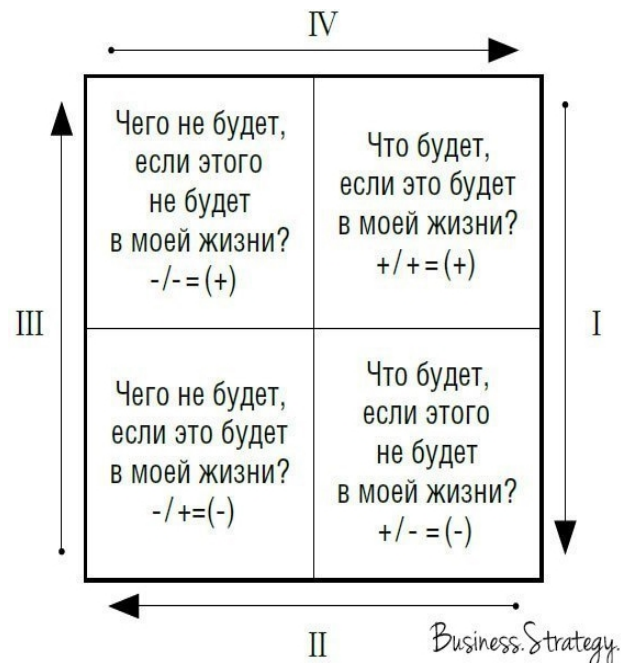 IV
Чего не будет,
если этого
не будет
в моей жизни?
-/-=(+)
Что будет,
если это будет
в моей жизни?
+/+=(+)
III
I
Чего не будет,
если это будет
в моей жизни?
-/+=(-)
Что будет,
если этого
не будет
в моей жизни?
+/-=(-)
II
Business.Strategy.